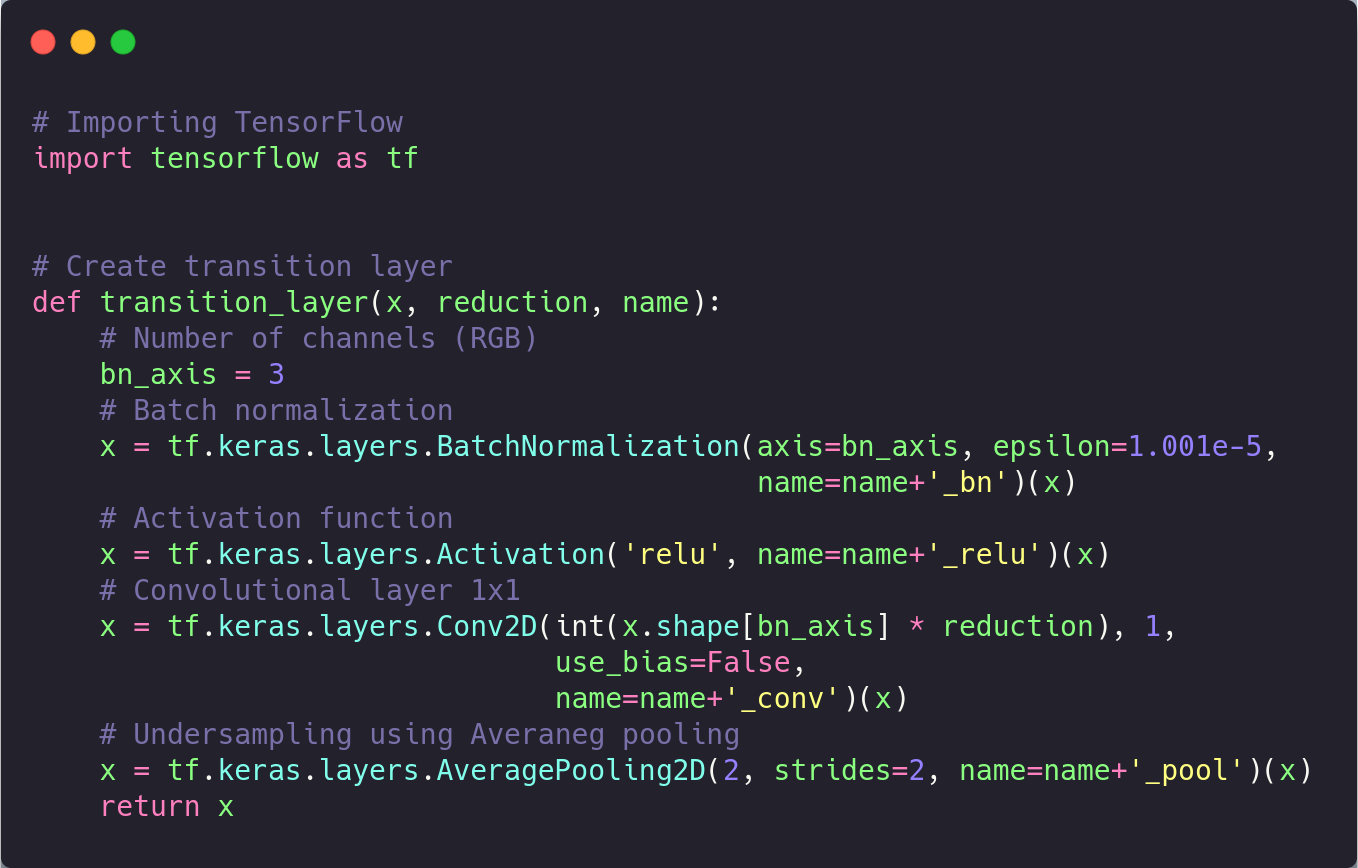 # Importing TensorFlow
import tensorflow as tf
# Create transition layer
def transition_layer(x, reduction, name):
    # Number of channels (RGB)
    bn_axis = 3
    # Batch normalization
    x = tf.keras.layers.BatchNormalization(axis=bn_axis, epsilon=1.001e-5,
                                           name=name+'_bn')(x)
    # Activation function
    x = tf.keras.layers.Activation('relu', name=name+'_relu')(x)
    # Convolutional layer 1x1
    x = tf.keras.layers.Conv2D(int(x.shape[bn_axis] * reduction), 1,
                               use_bias=False,
                               name=name+'_conv')(x)
    # Undersampling using Averaneg pooling
    x = tf.keras.layers.AveragePooling2D(2, strides=2, name=name+'_pool')(x)
    return x